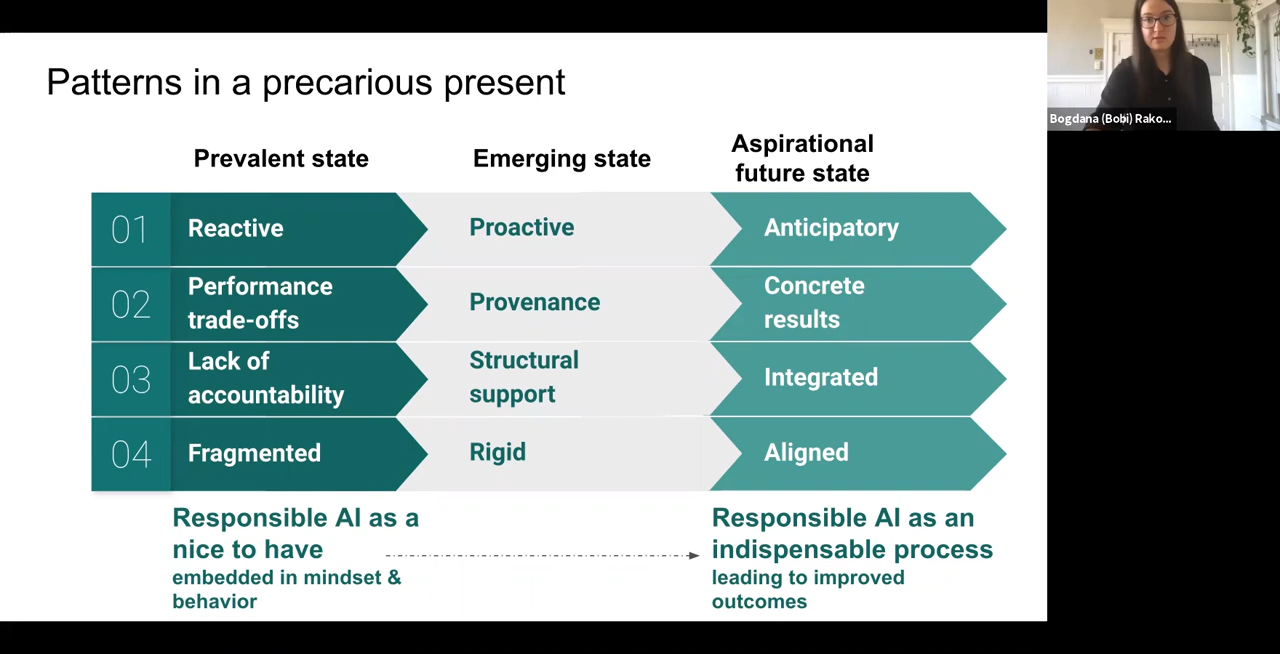 Patterns in a precarious present
Bogdana (Bobi) Rako...
Prevalent state
Emerging state
Aspirational
future state
01
Reactive
Proactive
Anticipatory
02
Performance
trade-offs
Provenance
Concrete
results
03
Lack of
accountability
Structural
support
Integrated
04
Fragmented
Rigid
Aligned
Responsible AI as a
nice to have
embedded in mindset &
behavior
Responsible AI as an
indispensable process
leading to improved
outcomes